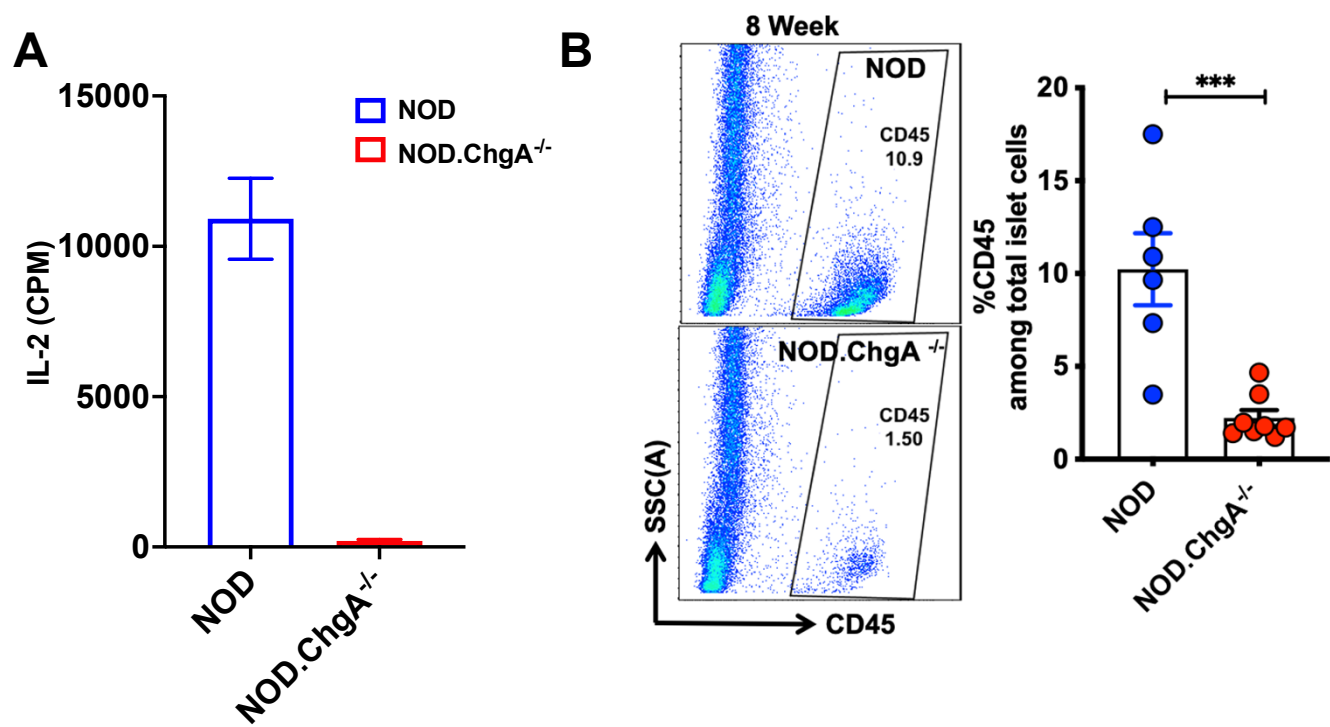 A
IL-2 (CPM)
15000
10000
5000
0
NOD
NOD.ChgA-/-
NOD
NOD.ChgA-/-
B
8 Week
NOD
CD45
10.9
NOD.ChgA -/-
CD45
1.50
SSC(A)
CD45
%CD45
among total islet cells
20
15
10
5
0
***
NOD
NOD.ChgA-/-